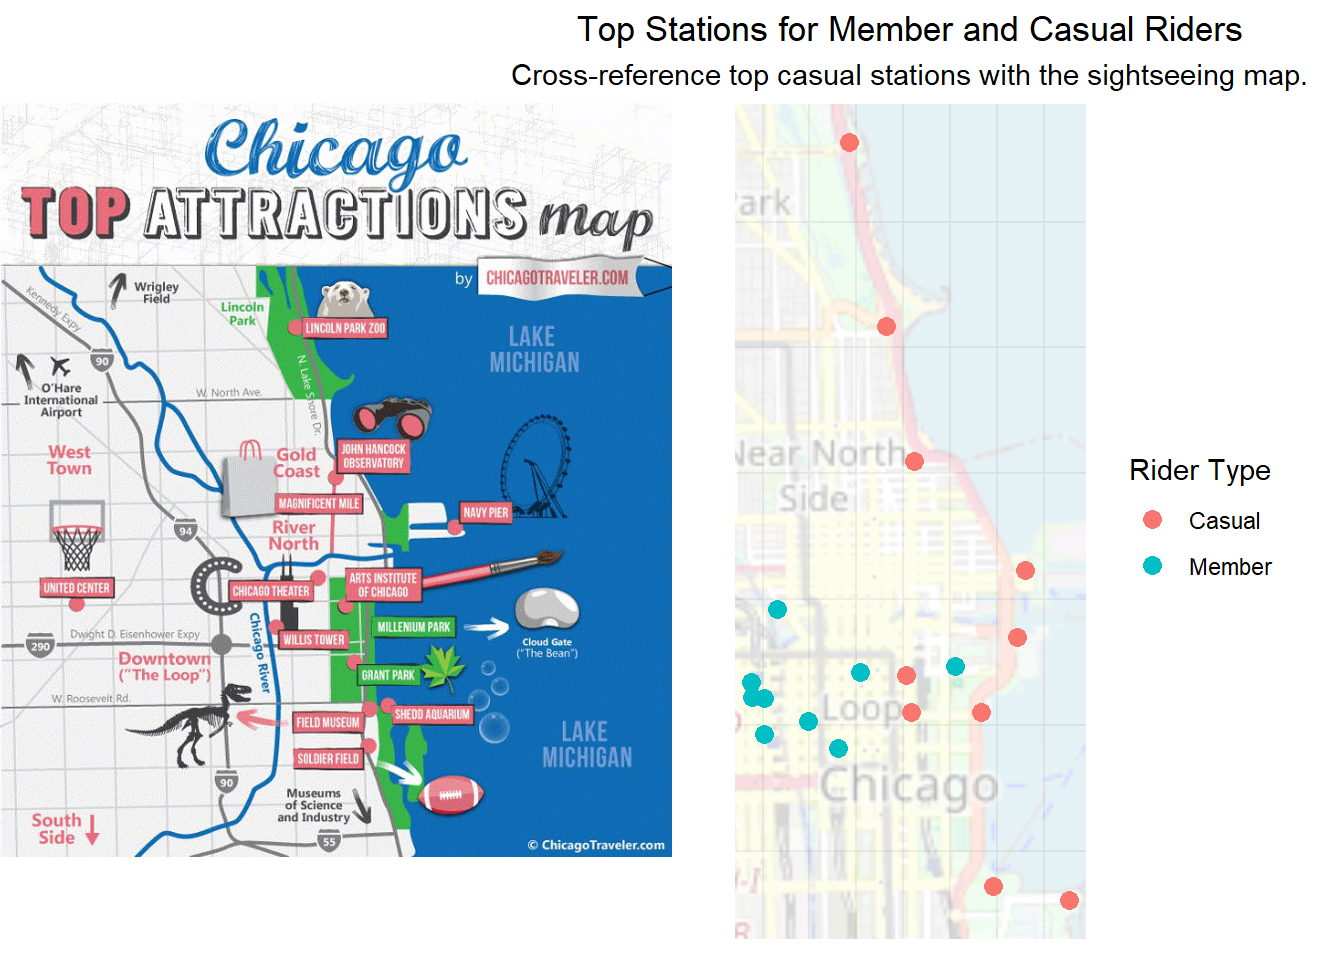 Top Stations for Member and Casual Riders
Cross-reference top casual stations with the sightseeing map.
Chicago
TOP ATTRACTIONS map
by CHICAGOTRAVELER.COM
Kennedy Expy
90
Wrigley
Field
Lincoln
Park
LINCOLN PARK ZOO
LAKE
MICHIGAN
O'Hare
International
Airport
W. North Ave.
N. Lake Shore Dr.
West
Town
Gold
Coast
JOHN HANCOCK
OBSERVATORY
MAGNIFICENT MILE
NAVY PIER
94
River
North
UNITED CENTER
CHICAGO THEATER
ARTS INSTITUTE
OF CHICAGO
MILLENIUM PARK
Cloud Gate
("The Bean")
290
Dwight D. Eisenhower Expy
Chicago River
WILLIS TOWER
Downtown
("The Loop")
GRANT PARK
W. Roosevelt Rd.
FIELD MUSEUM
SHEDD AQUARIUM
SOLDIER FIELD
LAKE
MICHIGAN
90
Museums
of Science
and Industry
South
Side
55
© ChicagoTraveler.com
Park
Near North
Side
Loop
Chicago
Rider Type
Casual
Member